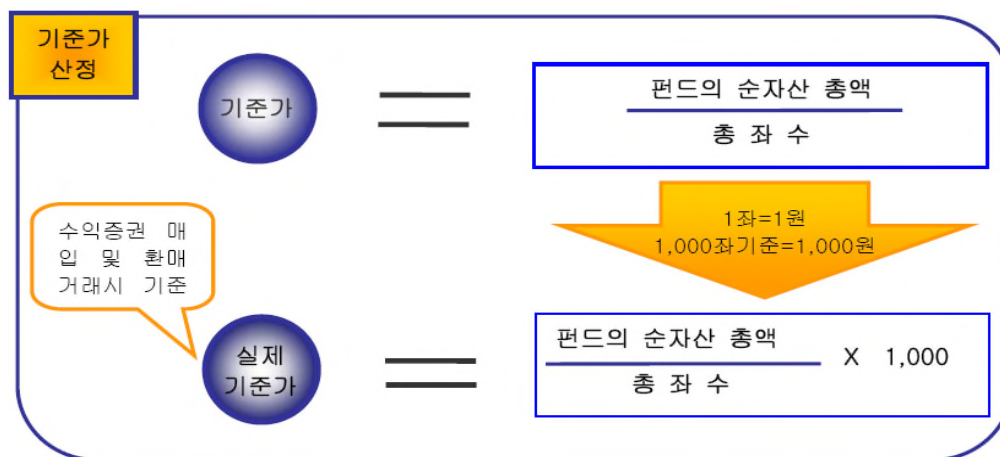 기준가
산정
기준가
펀드의 순자산 총액
총 좌 수
1좌=1원
1,000좌기준=1,000원
수익증권 매
입 및 환매
거래시 기준
실제
기준가
펀드의 순자산 총액
총 좌 수
X 1,000